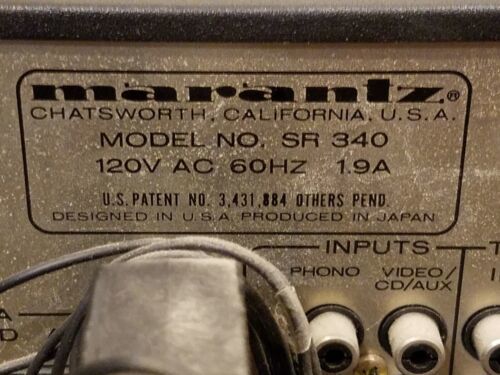 marantz®
CHATSWORTH, CALIFORNIA, U.S.A.
MODEL NO. SR 340
120V AC 60HZ 1.9A
U.S. PATENT NO. 3,431,884 OTHERS PEND.
DESIGNED IN U.S.A. PRODUCED IN JAPAN
INPUTS
PHONO VIDEO/
CD/AUX